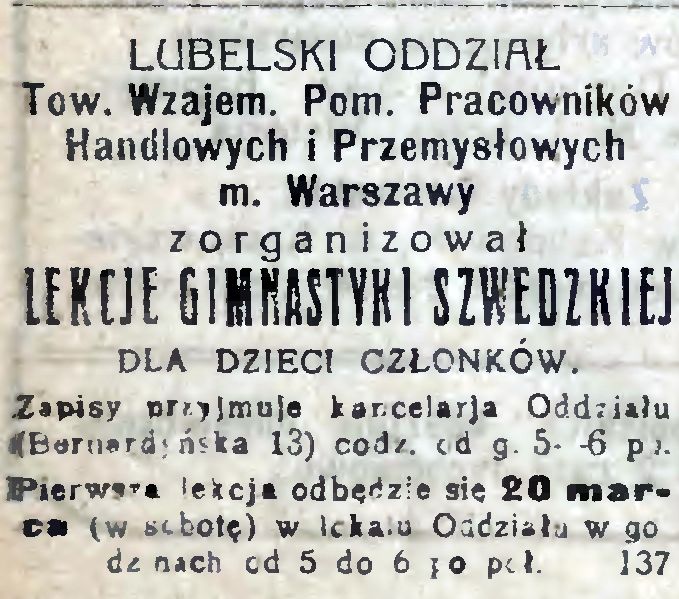 LUBELSKI ODDZIAŁ
Tow. Wzajem. Pom. Pracowników
Handlowych i Przemysłowych
m. Warszawy
zorganizował
LEKCJE GIMNASTYKI SZWEDZKIEJ
DLA DZIECI CZŁONKÓW.
Zapisy przyjmuje kancelarja Oddziału
(Bernardyńska 13) codz. od g. 5--6 pp.
Pierwsza lekcja odbędzie się 20 mar-
ca (w sobotę) w lokalu Oddziału w go
dzinach od 5 do 6 po poł. 137